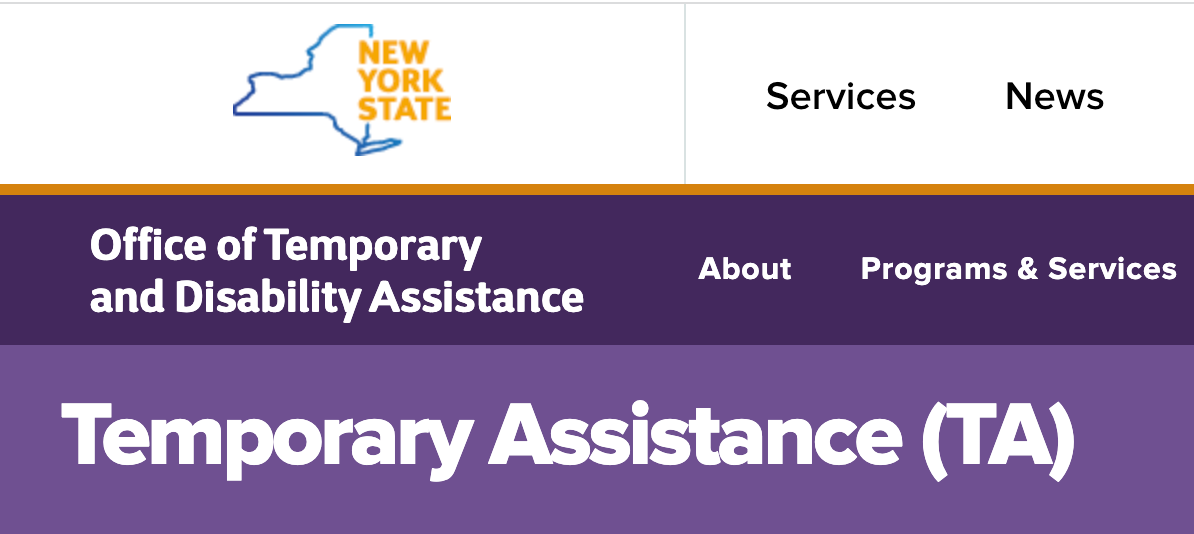 NEW
YORK
STATE
Services
News
Office of Temporary
and Disability Assistance
About
Programs & Services
Temporary Assistance (TA)